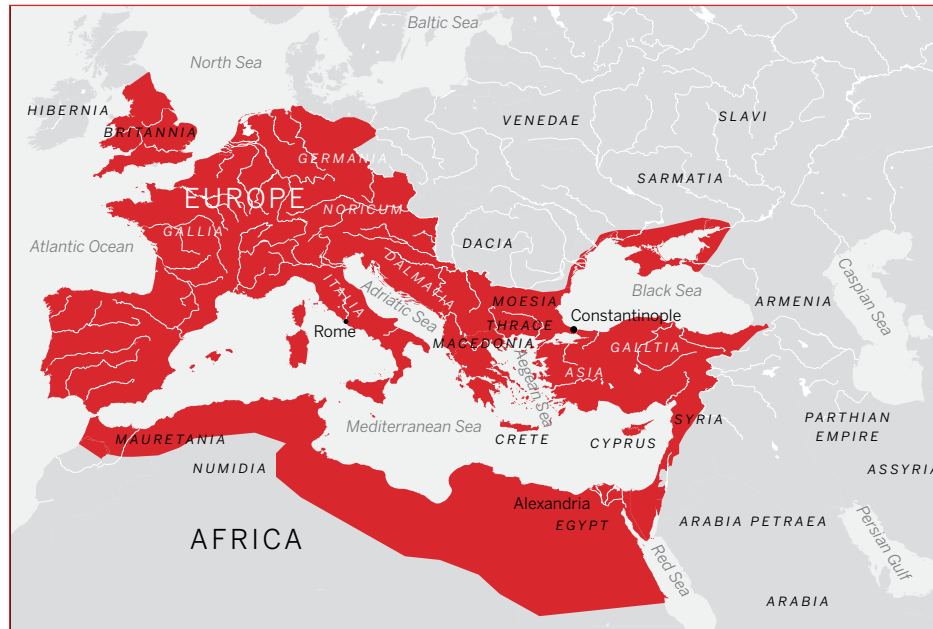 Baltic Sea
North Sea
HIBERNIA
BRITANNIA
VENEDAE
SLAVI
GERMANIA
SARMATIA
EUROPE
NORICUM
GALLIA
Atlantic Ocean
DACIA
DALMATIA
Caspian Sea
ITALIA
Adriatic Sea
MOESIA
Black Sea
ARMENIA
Rome
THRACE
Constantinople
MACEDONIA
GALLTIA
Aegean Sea
ASIA
Mediterranean Sea
CRETE
CYPRUS
SYRIA
PARTHIAN
EMPIRE
MAURETANIA
NUMIDIA
ASSYRIA
Alexandria
EGYPT
ARABIA PETRAEA
AFRICA
Red Sea
Persian Gulf
ARABIA